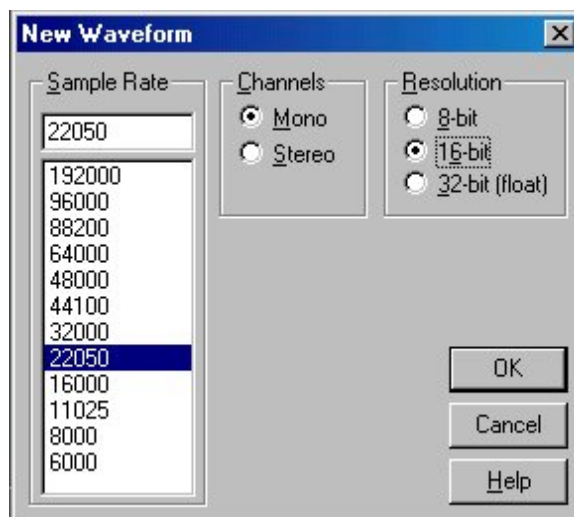 New Waveform
Sample Rate
22050
192000
96000
88200
64000
48000
44100
32000
22050
16000
11025
8000
6000
Channels
Mono
Stereo
Resolution
8-bit
16-bit
32-bit (float)
OK
Cancel
Help